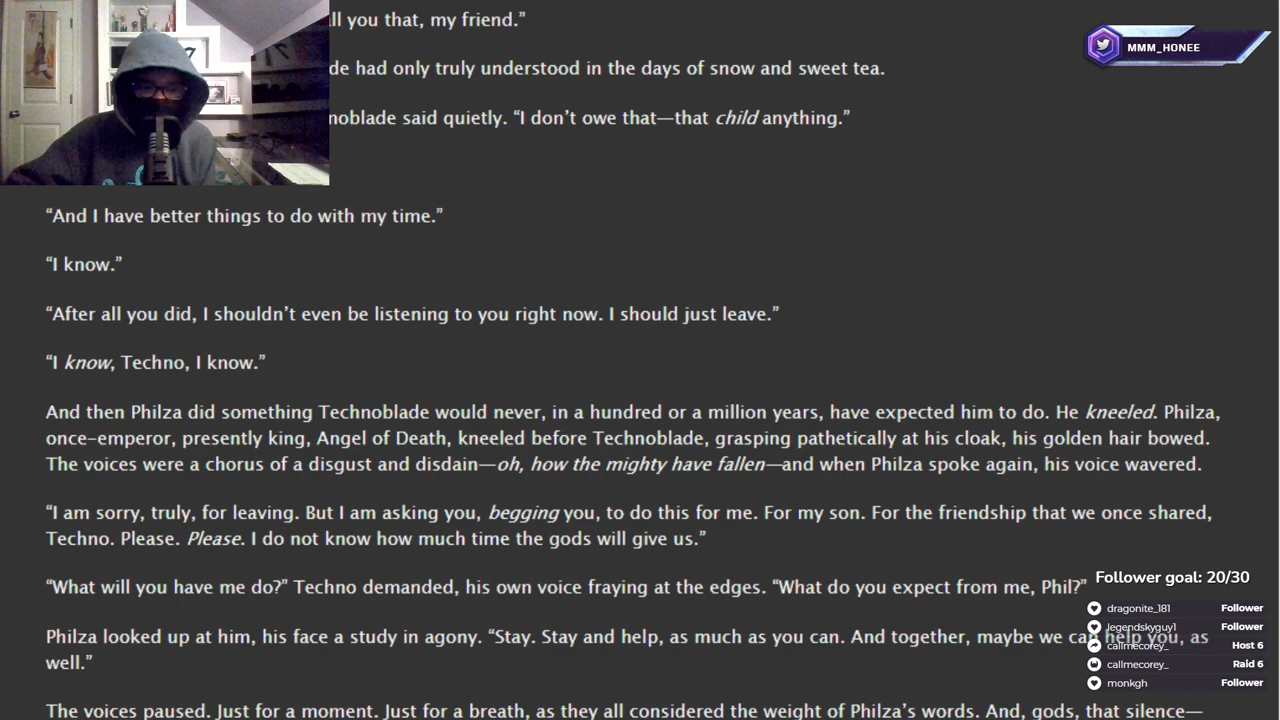 all you that, my friend.”
MMM_HONEE
de had only truly understood in the days of snow and sweet tea.
noblade said quietly. “I don’t owe that—that child anything.”
“And I have better things to do with my time.”
“I know.”
“After all you did, I shouldn’t even be listening to you right now. I should just leave.”
“I know, Techno, I know.”
And then Philza did something Technoblade would never, in a hundred or a million years, have expected him to do. He kneeled. Philza,
once-emperor, presently king, Angel of Death, kneeled before Technoblade, grasping pathetically at his cloak, his golden hair bowed.
The voices were a chorus of a disgust and disdain—oh, how the mighty have fallen—and when Philza spoke again, his voice wavered.
“I am sorry, truly, for leaving. But I am asking you, begging you, to do this for me. For my son. For the friendship that we once shared,
Techno. Please. Please. I do not know how much time the gods will give us.”
“What will you have me do?” Techno demanded, his own voice fraying at the edges. “What do you expect from me, Phil?”
Philza looked up at him, his face a study in agony. “Stay. Stay and help, as much as you can. And together, maybe we can help you, as
well.”
The voices paused. Just for a moment. Just for a breath, as they all considered the weight of Philza’s words. And, gods, that silence—
Follower goal: 20/30
dragonite_181 Follower
legendskyguy1 Follower
callmecorey_ Host 6
callmecorey_ Raid 6
monkgh Follower